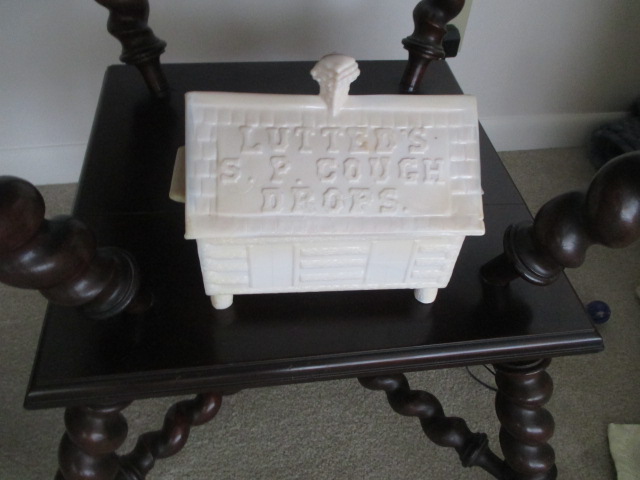 LUTTED'S
S. P. COUGH
DROPS.